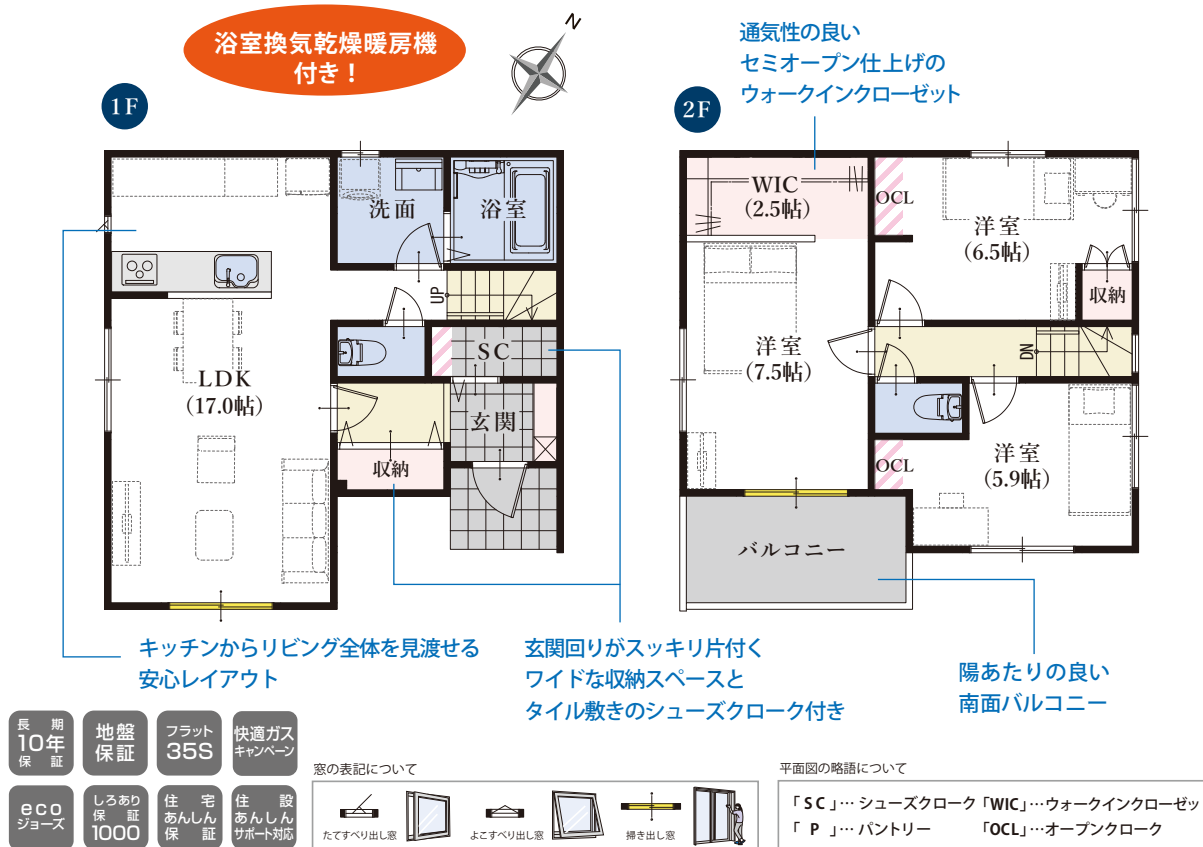 浴室換気乾燥暖房機
付き！
N
通気性の良い
セミオープン仕上げの
ウォークインクローゼット
1F
2F
洗面
浴室
UP
SC
LDK
(17.0帖)
玄関
収納
WIC
(2.5帖)
OCL
洋室
(6.5帖)
収納
洋室
(7.5帖)
DN
OCL
洋室
(5.9帖)
バルコニー
キッチンからリビング全体を見渡せる
安心レイアウト
玄関回りがスッキリ片付く
ワイドな収納スペースと
タイル敷きのシューズクローク付き
陽あたりの良い
南面バルコニー
長期
10年
保証
地盤
保証
フラット
35S
快適ガス
キャンペーン
eco
ジョーズ
しろあり
保証
1000
住宅
あんしん
保証
住設
あんしん
サポート対応
窓の表記について
たてすべり出し窓
よこすべり出し窓
掃き出し窓
平面図の略語について
「SC」… シューズクローク 「WIC」…ウォークインクローゼッ
「P」… パントリー 「OCL」…オープンクローク